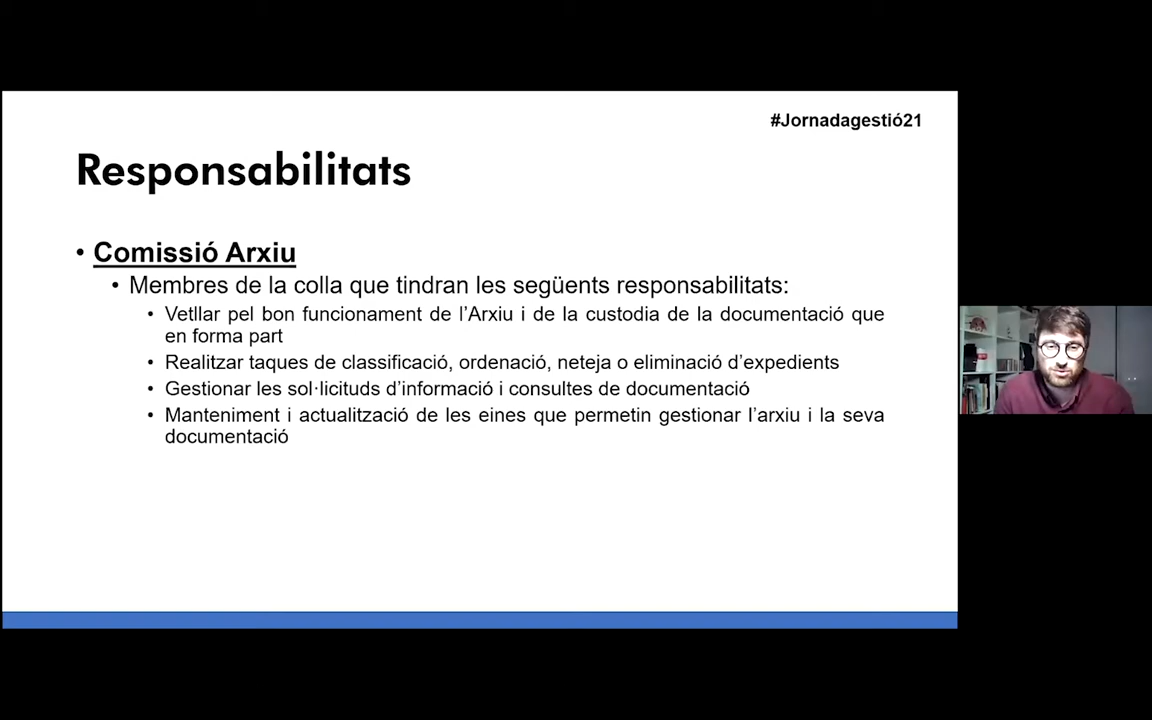 #Jornadagestió21
Responsabilitats
• Comissió Arxiu
• Membres de la colla que tindran les següents responsabilitats:
• Vetllar pel bon funcionament de l’Arxiu i de la custodia de la documentació que
en forma part
• Realitzar taques de classificació, ordenació, neteja o eliminació d’expedients
• Gestionar les sol·licituds d’informació i consultes de documentació
• Manteniment i actualització de les eines que permetin gestionar l’arxiu i la seva
documentació